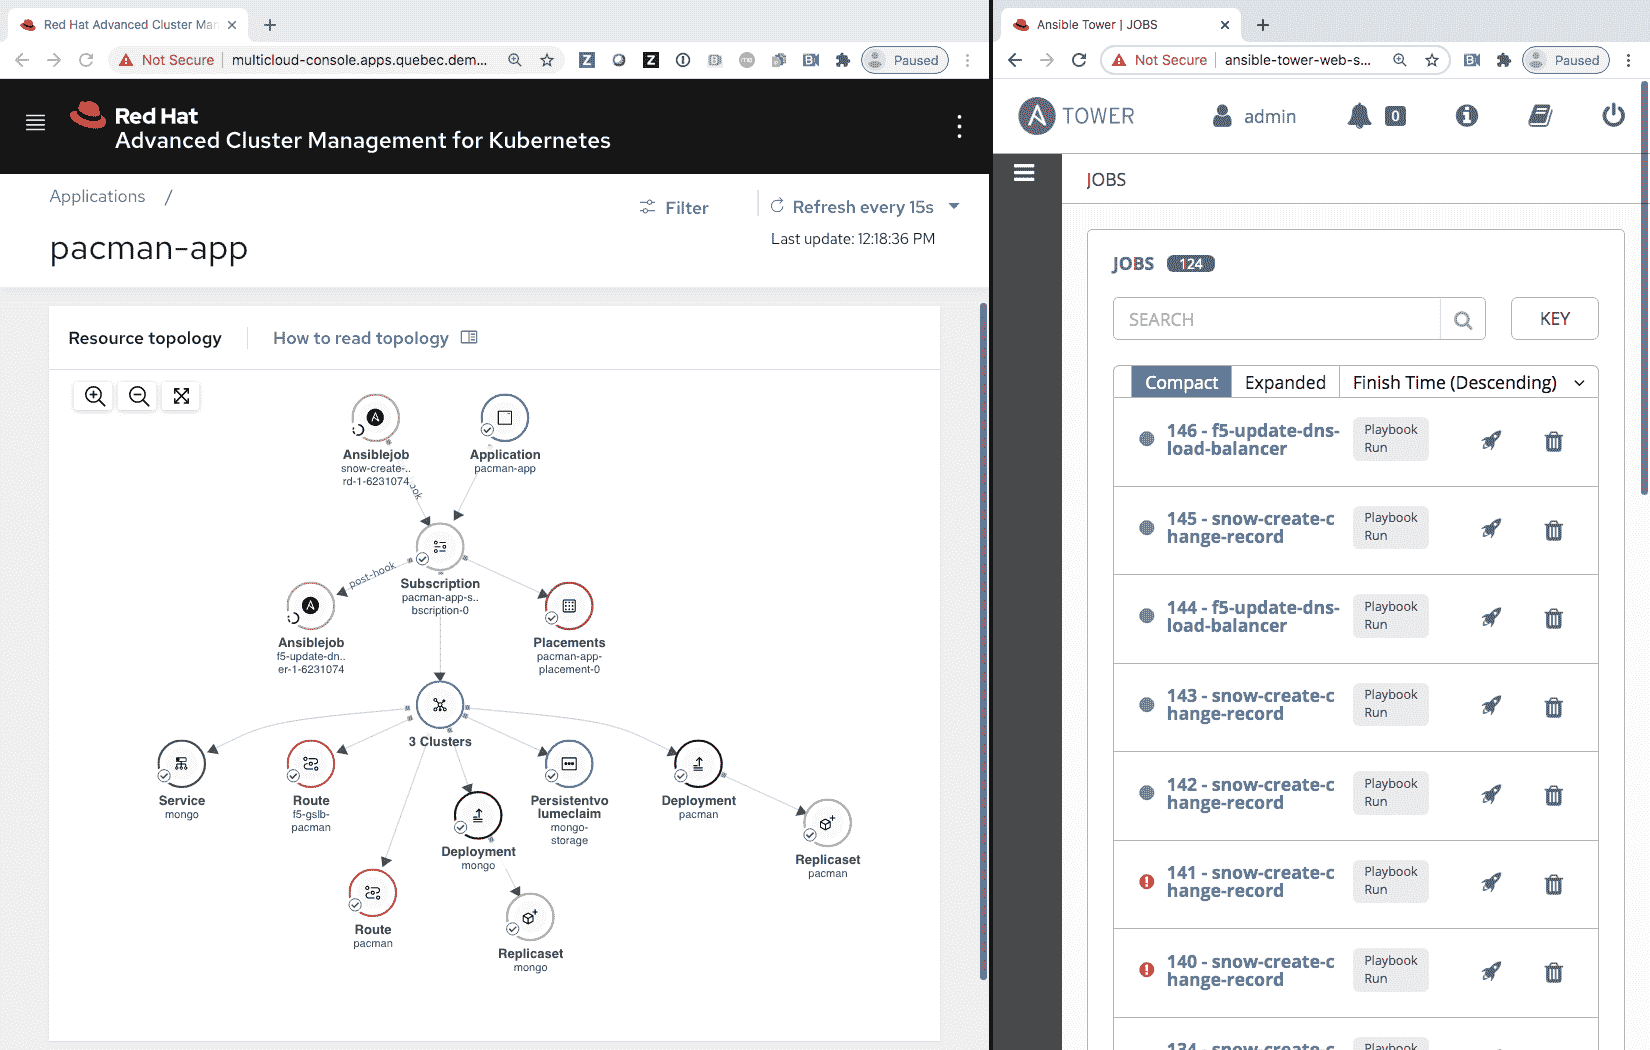 Red Hat Advanced Cluster Man
Not Secure
multicloud-console.apps.quebec.dem...
Paused
Red Hat
Advanced Cluster Management for Kubernetes
Applications /
pacman-app
Filter
Refresh every 15s
Last update: 12:18:36 PM
Resource topology
How to read topology
Ansiblejob
snow-create-..
rd-1-6231074
Application
pacman-app
Subscription
pacman-app-s..
bscription-0
post-hook
Ansiblejob
f5-update-dn..
er-1-6231074
Placements
pacman-app-
placement-0
3 Clusters
Service
mongo
Route
f5-gslb-
pacman
Deployment
mongo
Persistentvo
lumeclaim
mongo-
storage
Deployment
pacman
Replicaset
pacman
Route
pacman
Replicaset
mongo
Ansible Tower | JOBS
Not Secure
ansible-tower-web-s...
Paused
TOWER
admin
0
JOBS
JOBS 124
SEARCH
KEY
Compact
Expanded
Finish Time (Descending)
146 - f5-update-dns-
load-balancer
Playbook
Run
145 - snow-create-c
hange-record
Playbook
Run
144 - f5-update-dns-
load-balancer
Playbook
Run
143 - snow-create-c
hange-record
Playbook
Run
142 - snow-create-c
hange-record
Playbook
Run
141 - snow-create-c
hange-record
Playbook
Run
140 - snow-create-c
hange-record
Playbook
Run
134 - snow-create-c
Playbook